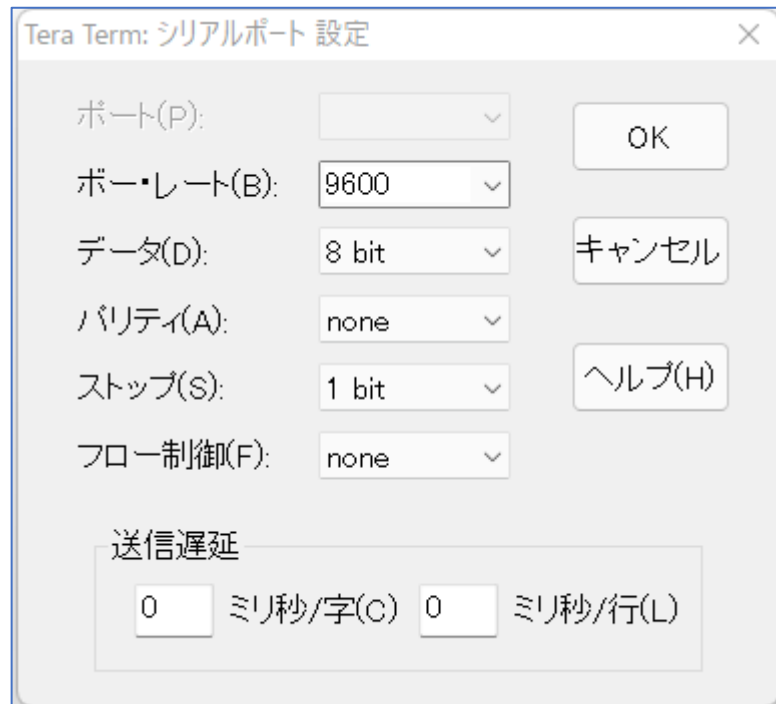 Tera Term: シリアルポート 設定
ポート(P):
OK
ボー・レート(B): 9600
データ(D): 8 bit
キャンセル
パリティ(A): none
ストップ(S): 1 bit
ヘルプ(H)
フロー制御(F): none
送信遅延
0 ミリ秒/字(C) 0 ミリ秒/行(L)